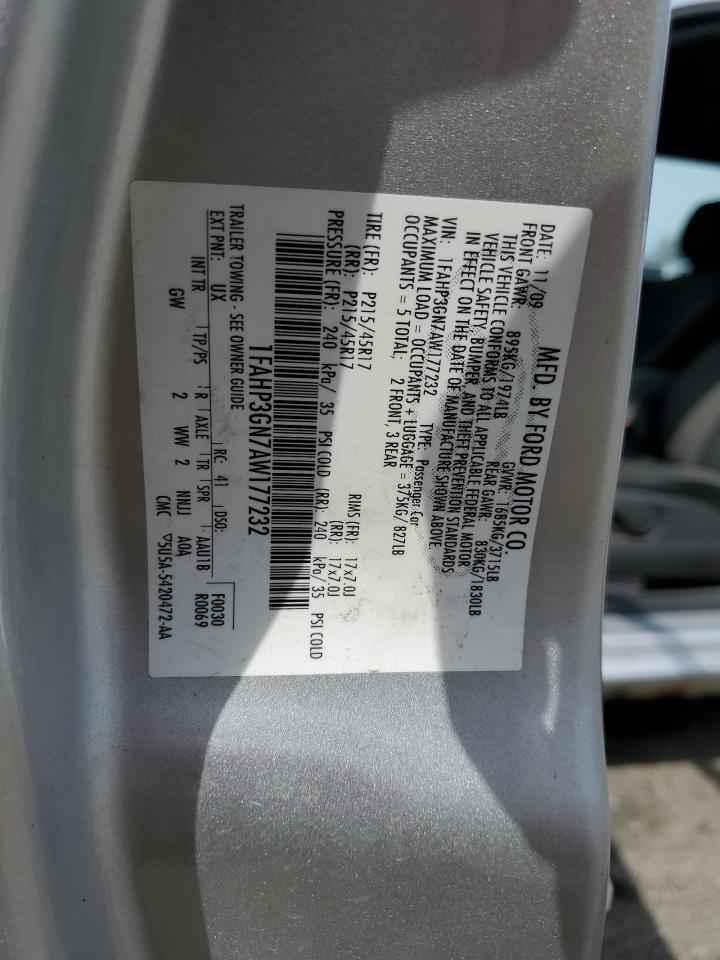 MFD. BY FORD MOTOR CO.
DATE: 11/09 GVWR: 1685KG/3715LB
FRONT GAWR: 895KG/1974LB REAR GAWR: 830KG/1830LB
THIS VEHICLE CONFORMS TO ALL APPLICABLE FEDERAL MOTOR
VEHICLE SAFETY, BUMPER, AND THEFT PREVENTION STANDARDS
IN EFFECT ON THE DATE OF MANUFACTURE SHOWN ABOVE.
VIN: 1FAHP3GN7AW177232 TYPE: Passenger Car
MAXIMUM LOAD = OCCUPANTS + LUGGAGE = 375KG/ 827LB
OCCUPANTS = 5 TOTAL; 2 FRONT, 3 REAR
TIRE (FR): P215/45R17 RIMS (FR): 17x7.0J
(RR): P215/45R17 (RR): 17x7.0J
PRESSURE (FR): 240 kPa/ 35 PSI COLD (RR): 240 kPa/ 35 PSI COLD
1FAHP3GN7AW177232
TRAILER TOWING - SEE OWNER GUIDE F0030
EXT PNT: UX RC: 41 DSO: R0069
INT TR TP/PS R AXLE TR SPR AAU1B
GW 2 WW 2 NNJJ AOA
CMC ▽5U5A-5420472-AA